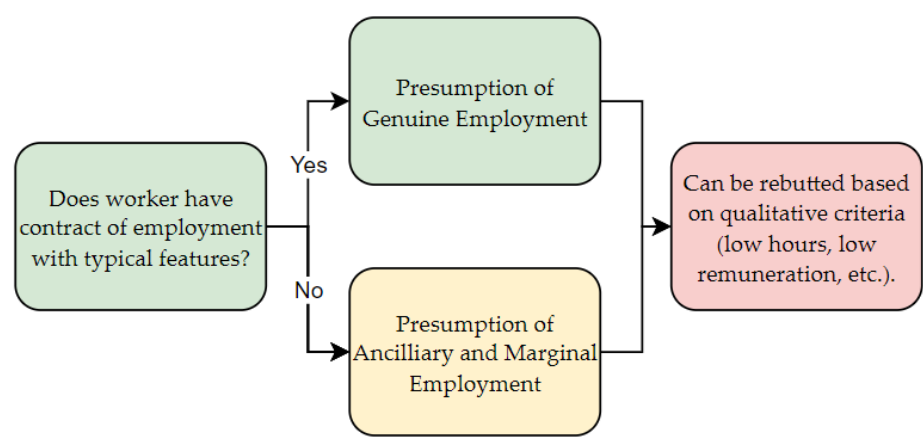 Does worker have
contract of employment
with typical features?
Yes
No
Presumption of
Genuine Employment
Presumption of
Ancilliary and Marginal
Employment
Can be rebutted based
on qualitative criteria
(low hours, low
remuneration, etc.).